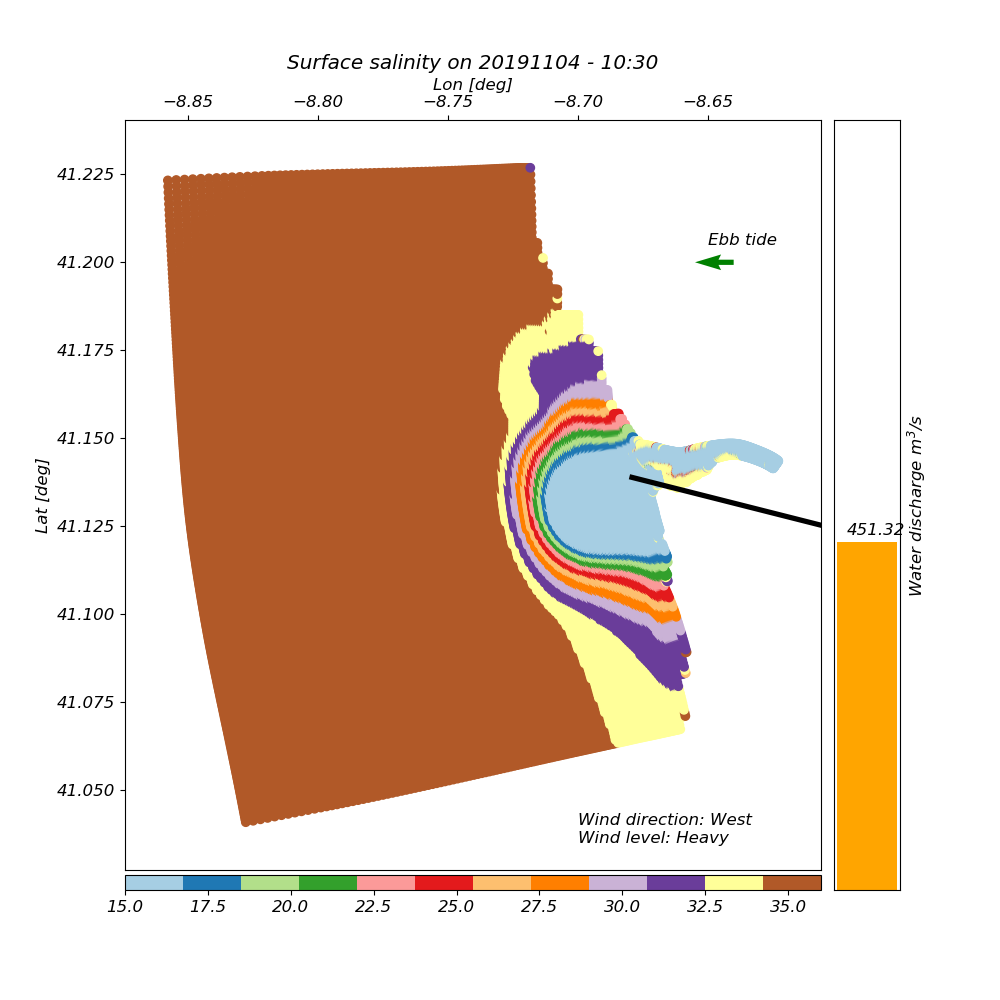 Surface salinity on 20191104 - 10:30
Lon [deg]
−8.85 −8.80 −8.75 −8.70 −8.65
41.225
41.200
41.175
41.150
41.125
41.100
41.075
41.050
Lat [deg]
Ebb tide
451.32
Water discharge m³/s
Wind direction: West
Wind level: Heavy
15.0 17.5 20.0 22.5 25.0 27.5 30.0 32.5 35.0